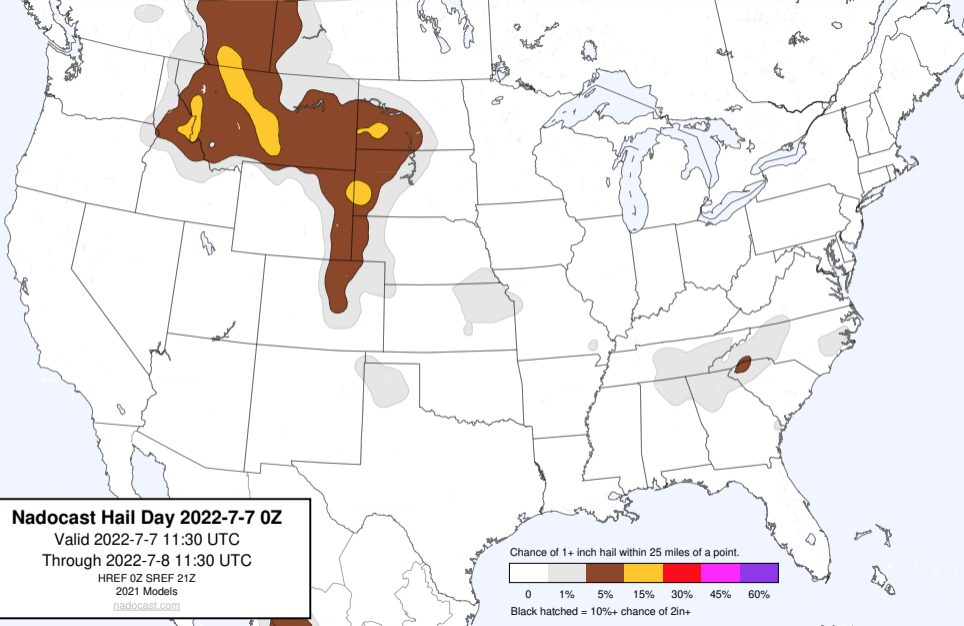 Nadocast Hail Day 2022-7-7 0Z
Valid 2022-7-7 11:30 UTC
Through 2022-7-8 11:30 UTC
HREF 0Z SREF 21Z
2021 Models
nadocast.com
Chance of 1+ inch hail within 25 miles of a point.
0 1% 5% 15% 30% 45% 60%
Black hatched = 10%+ chance of 2in+